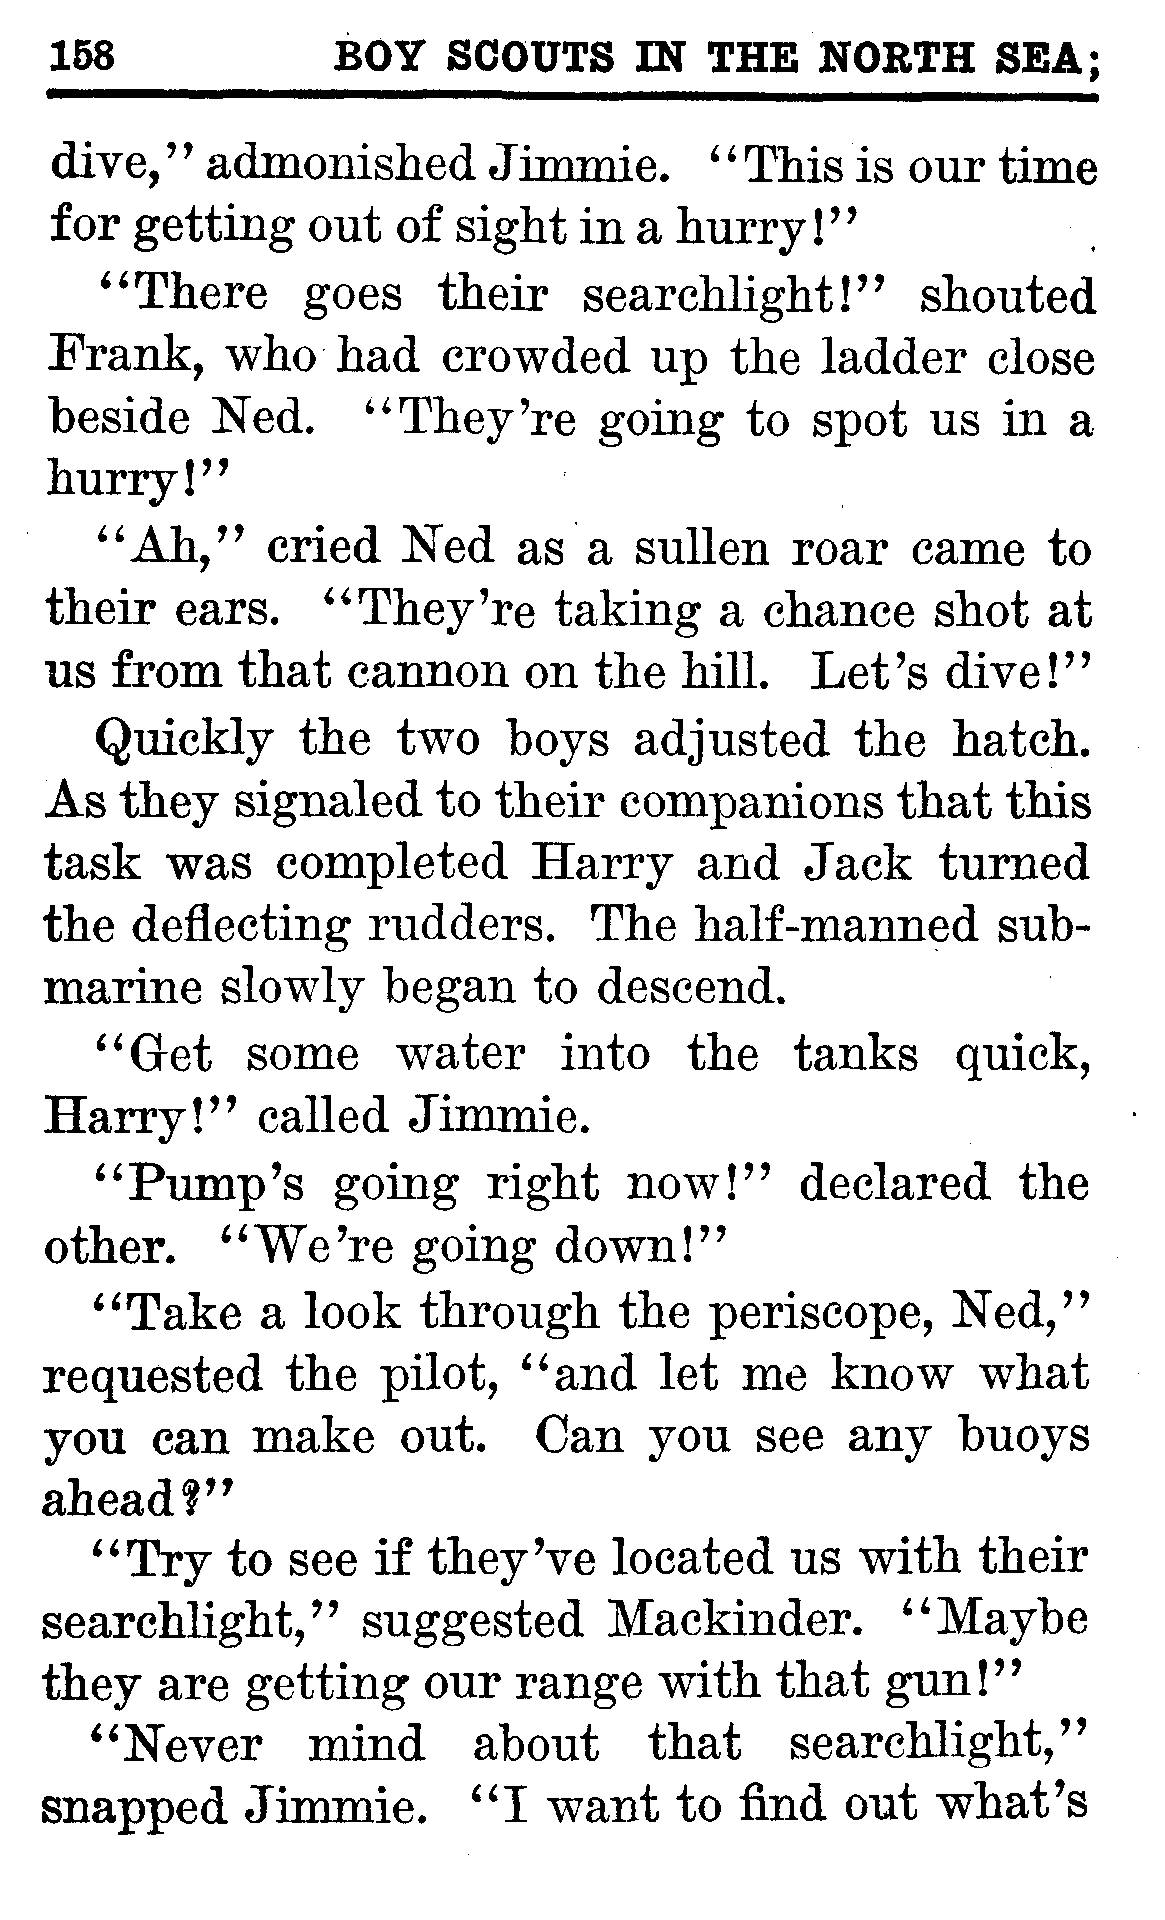 158 BOY SCOUTS IN THE NORTH SEA;
dive,” admonished Jimmie. “This is our time
for getting out of sight in a hurry!”
“There goes their searchlight!” shouted
Frank, who had crowded up the ladder close
beside Ned. “They’re going to spot us in a
hurry!”
“Ah,” cried Ned as a sullen roar came to
their ears. “They’re taking a chance shot at
us from that cannon on the hill. Let’s dive!”
Quickly the two boys adjusted the hatch.
As they signaled to their companions that this
task was completed Harry and Jack turned
the deflecting rudders. The half-manned sub-
marine slowly began to descend.
“Get some water into the tanks quick,
Harry!” called Jimmie.
“Pump’s going right now!” declared the
other. “We’re going down!”
“Take a look through the periscope, Ned,”
requested the pilot, “and let me know what
you can make out. Can you see any buoys
ahead?”
“Try to see if they’ve located us with their
searchlight,” suggested Mackinder. “Maybe
they are getting our range with that gun!”
“Never mind about that searchlight,”
snapped Jimmie. “I want to find out what’s